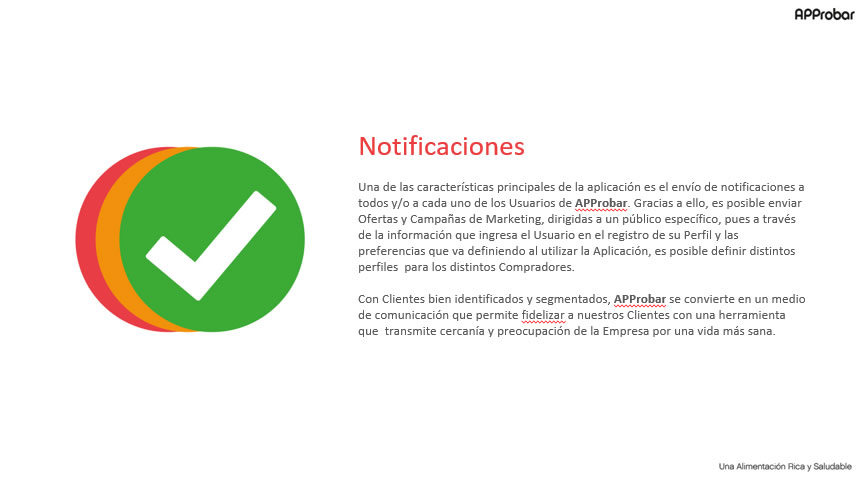 APProbar
Notificaciones
Una de las características principales de la aplicación es el envío de notificaciones a
todos y/o a cada uno de los Usuarios de APProbar. Gracias a ello, es posible enviar
Ofertas y Campañas de Marketing, dirigidas a un público específico, pues a través
de la información que ingresa el Usuario en el registro de su Perfil y las
preferencias que va definiendo al utilizar la Aplicación, es posible definir distintos
perfiles  para los distintos Compradores.
Con Clientes bien identificados y segmentados, APProbar se convierte en un medio
de comunicación que permite fidelizar a nuestros Clientes con una herramienta
que  transmite cercanía y preocupación de la Empresa por una vida más sana.
Una Alimentación Rica y Saludable